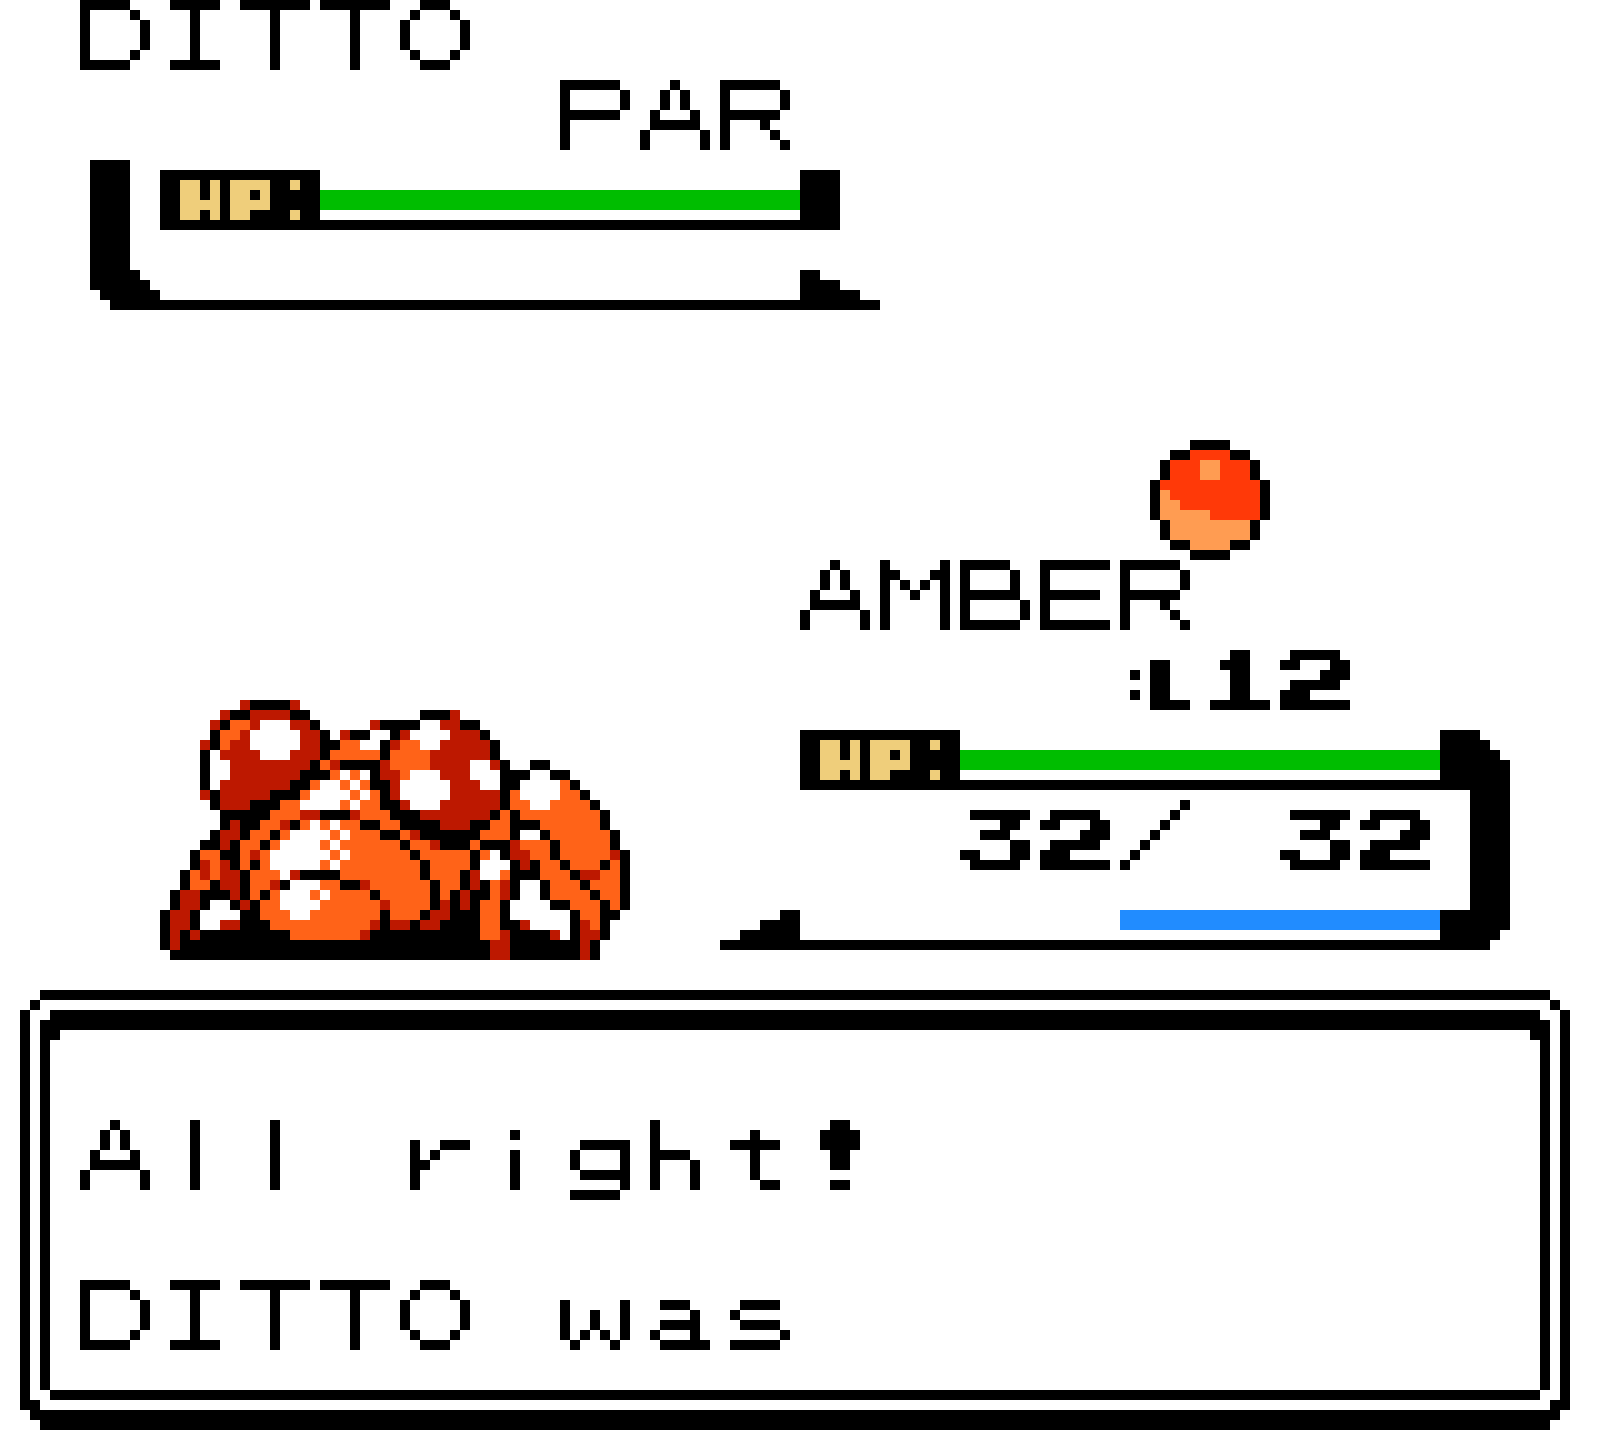 DITTO
PAR
HP:
AMBER
:L12
HP:
32/ 32
All right!
DITTO was